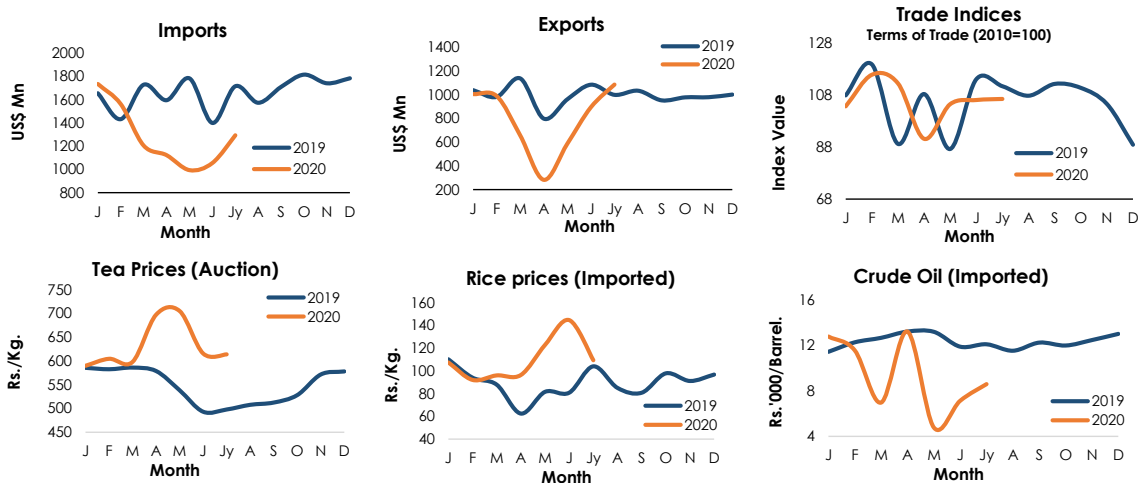 Imports
US$ Mn
2000
1800
1600
1400
1200
1000
800
2019
2020
J F M A M J Jy A S O N D
Month
Exports
US$ Mn
1400
1200
1000
800
600
400
200
2019
2020
J F M A M J Jy A S O N D
Month
Trade Indices
Terms of Trade (2010=100)
Index Value
128
108
88
68
2019
2020
J F M A M J Jy A S O N D
Month
Tea Prices (Auction)
Rs./Kg.
750
700
650
600
550
500
450
2019
2020
J F M A M J Jy A S O N D
Month
Rice prices (Imported)
Rs./Kg.
160
140
120
100
80
60
40
2019
2020
J F M A M J Jy A S O N D
Month
Crude Oil (Imported)
Rs.'000/Barrel.
16
12
8
4
2019
2020
J F M A M J Jy A S O N D
Month